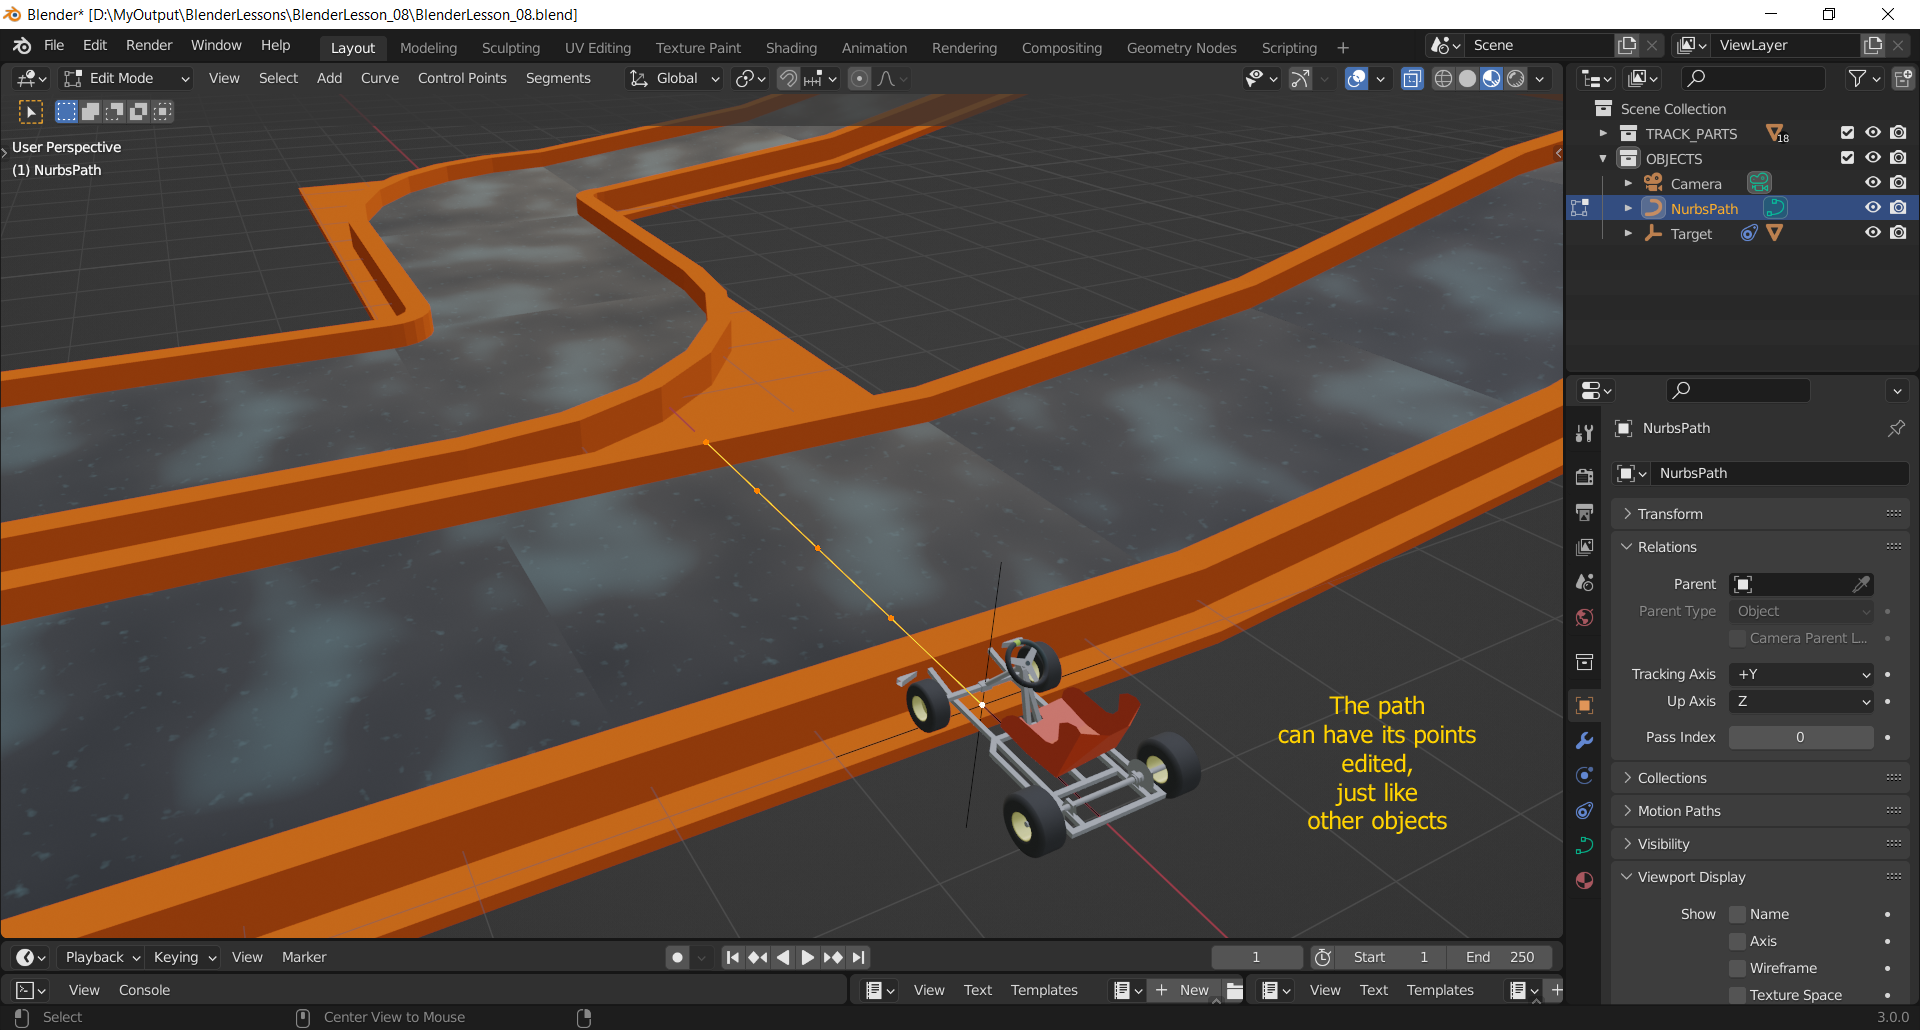 Blender* [D:\MyOutput\BlenderLessons\BlenderLesson_08\BlenderLesson_08.blend]
File Edit Render Window Help Layout Modeling Sculpting UV Editing Texture Paint Shading Animation Rendering Compositing Geometry Nodes Scripting + Scene ViewLayer
Edit Mode View Select Add Curve Control Points Segments Global
User Perspective
(1) NurbsPath
Scene Collection
TRACK_PARTS 18
OBJECTS
Camera
NurbsPath
Target
NurbsPath
NurbsPath
Transform
Relations
Parent
Parent Type Object
Camera Parent L...
Tracking Axis +Y
Up Axis Z
Pass Index 0
Collections
Motion Paths
Visibility
Viewport Display
Show Name
Axis
Wireframe
Texture Space
The path
can have its points
edited,
just like
other objects
Playback Keying View Marker 1 Start 1 End 250
View Console View Text Templates + New View Text Templates +
Select Center View to Mouse 3.0.0